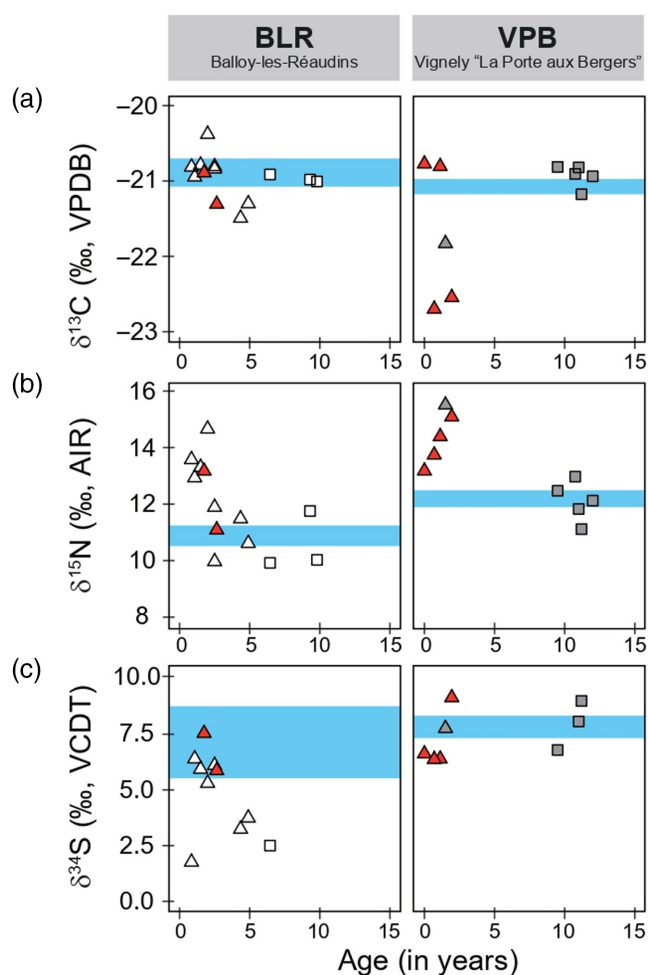 BLR
Balloy-les-Réaudins
VPB
Vignely “La Porte aux Bergers”
(a)
δ¹³C (‰, VPDB)
−20
−21
−22
−23
0 5 10 15
0 5 10 15
(b)
δ¹⁵N (‰, AIR)
16
14
12
10
8
0 5 10 15
0 5 10 15
(c)
δ³⁴S (‰, VCDT)
10.0
7.5
5.0
2.5
0.0
0 5 10 15
0 5 10 15
Age (in years)